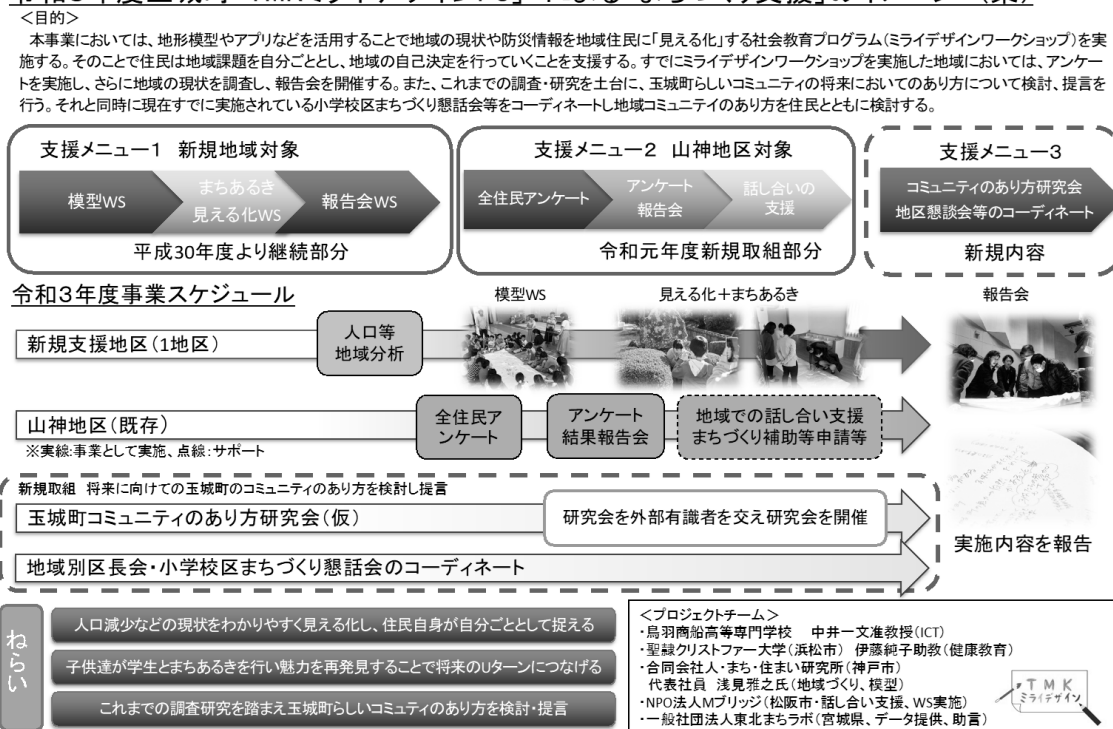 ＜目的＞
本事業においては、地形模型やアプリなどを活用することで地域の現状や防災情報を地域住民に「見える化」する社会教育プログラム(ミライデザインワークショップ)を実
施する。そのことで住民は地域課題を自分ごととし、地域の自己決定を行っていくことを支援する。すでにミライデザインワークショップを実施した地域においては、アンケー
トを実施し、さらに地域の現状を調査し、報告会を開催する。また、これまでの調査・研究を土台に、玉城町らしいコミュニティの将来においてのあり方について検討、提言を
行う。それと同時に現在すでに実施されている小学校区まちづくり懇話会等をコーディネートし地域コミュニテイのあり方を住民とともに検討する。
支援メニュー1　新規地域対象
模型WS
まちあるき
見える化WS
報告会WS
平成30年度より継続部分
支援メニュー2　山神地区対象
全住民アンケート
アンケート
報告会
話し合いの
支援
令和元年度新規取組部分
支援メニュー3
コミュニティのあり方研究会
地区懇談会等のコーディネート
新規内容
令和3年度事業スケジュール
模型WS
見える化＋まちあるき
報告会
新規支援地区(1地区)
人口等
地域分析
山神地区(既存)
※実線:事業として実施、点線:サポート
全住民ア
ンケート
アンケート
結果報告会
地域での話し合い支援
まちづくり補助等申請等
新規取組　将来に向けての玉城町のコミュニティのあり方を検討し提言
玉城町コミュニティのあり方研究会(仮)
研究会を外部有識者を交え研究会を開催
地域別区長会・小学校区まちづくり懇話会のコーディネート
実施内容を報告
ねらい
人口減少などの現状をわかりやすく見える化し、住民自身が自分ごととして捉える
子供達が学生とまちあるきを行い魅力を再発見することで将来のUターンにつなげる
これまでの調査研究を踏まえ玉城町らしいコミュティのあり方を検討・提言
＜プロジェクトチーム＞
・鳥羽商船高等専門学校　中井一文准教授(ICT)
・聖隷クリストファー大学(浜松市)　伊藤純子助教(健康教育)
・合同会社人・まち・住まい研究所(神戸市)
代表社員　浅見雅之氏(地域づくり、模型)
・NPO法人Mブリッジ(松阪市・話し合い支援、WS実施)
・一般社団法人東北まちラボ(宮城県、データ提供、助言)
TMK
ミライデザイン